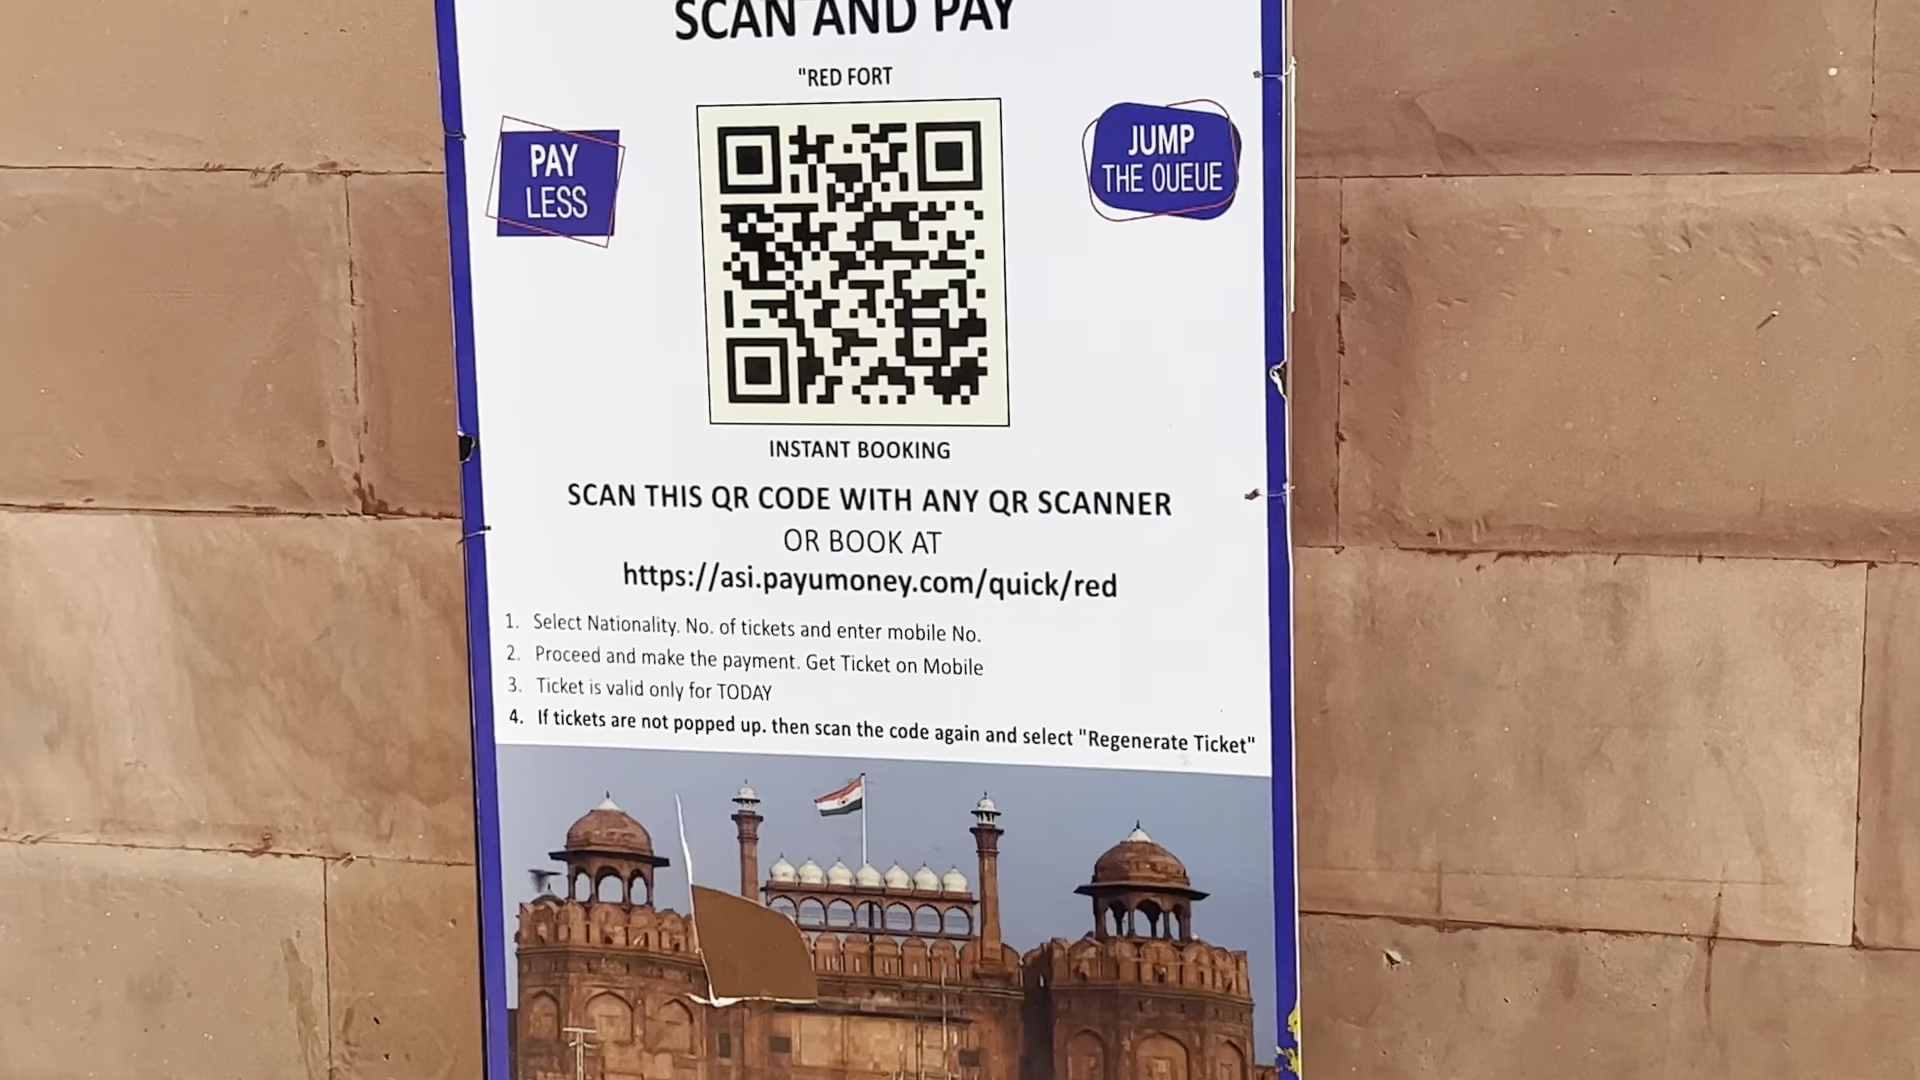 SCAN AND PAY
"RED FORT
PAY
LESS
JUMP
THE QUEUE
INSTANT BOOKING
SCAN THIS QR CODE WITH ANY QR SCANNER
OR BOOK AT
https://asi.payumoney.com/quick/red
1. Select Nationality. No. of tickets and enter mobile No.
2. Proceed and make the payment. Get Ticket on Mobile
3. Ticket is valid only for TODAY
4. If tickets are not popped up. then scan the code again and select "Regenerate Ticket"